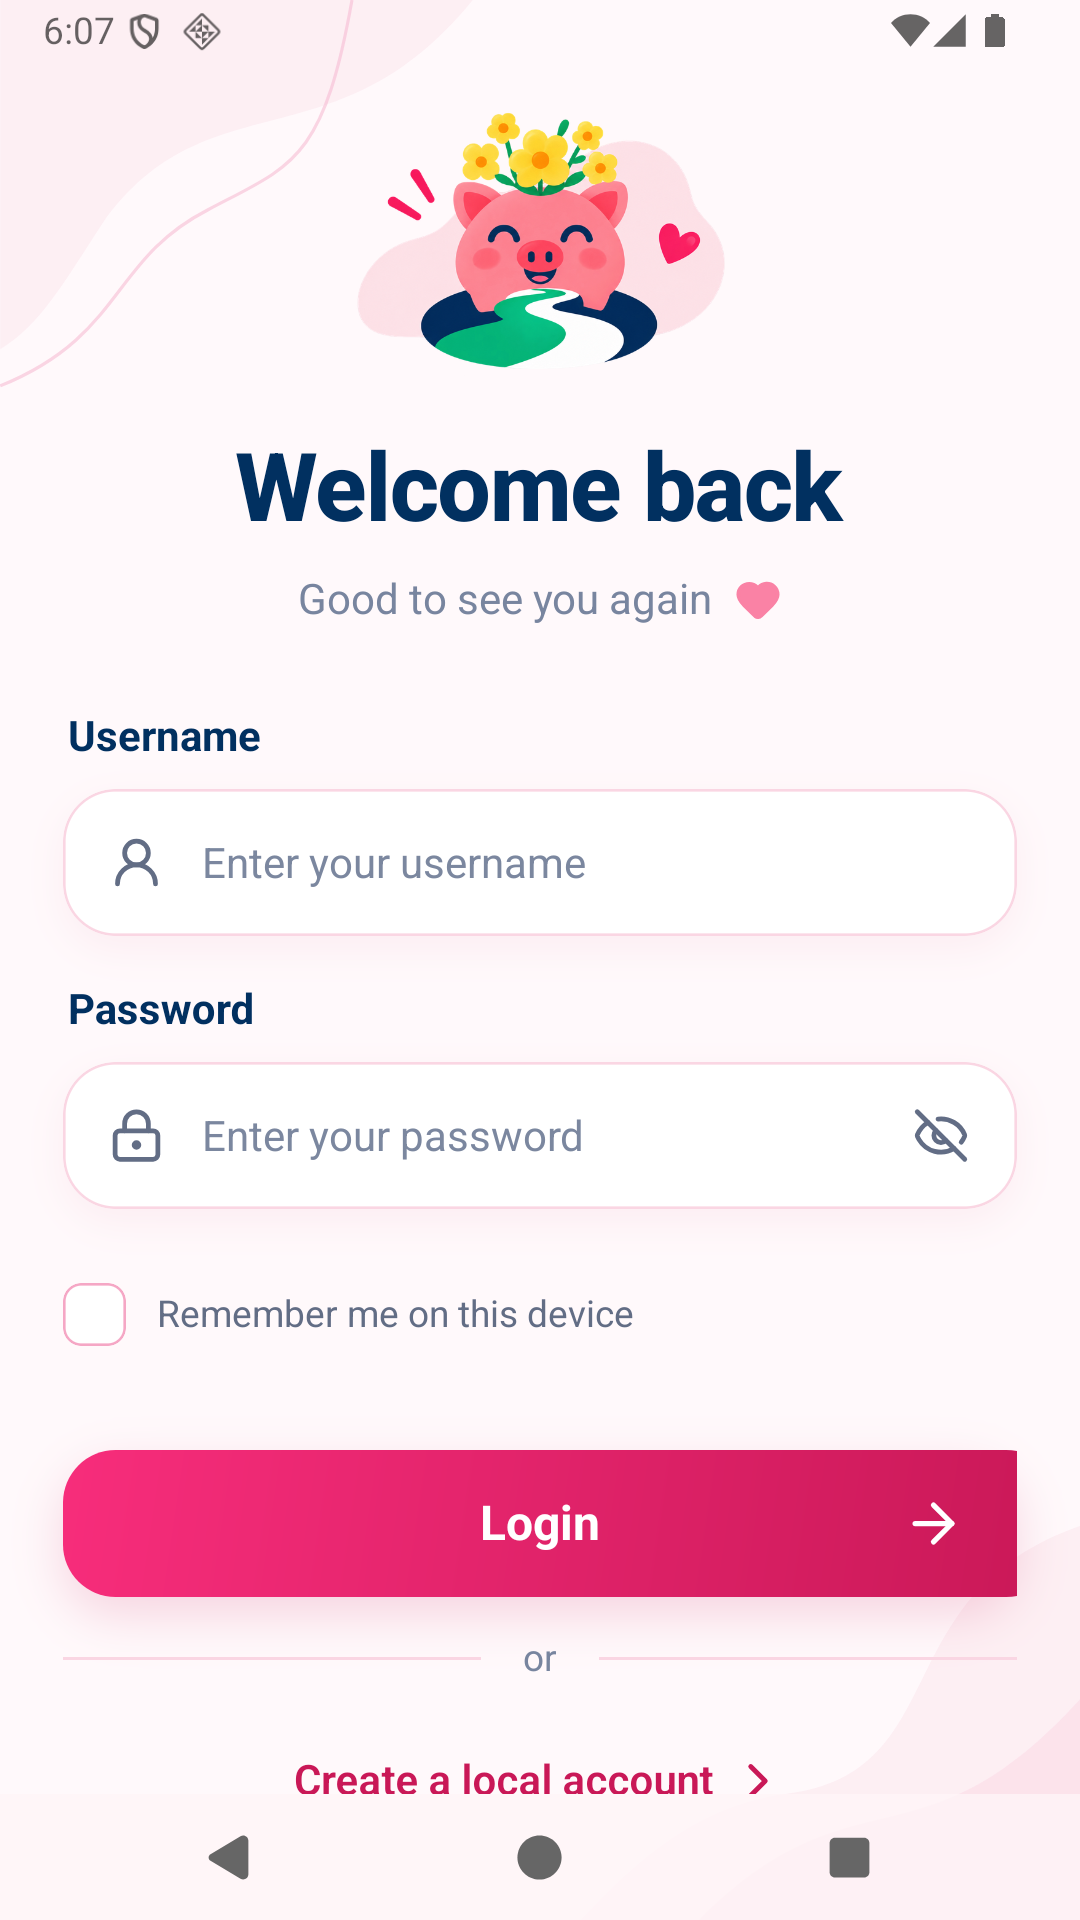 6:07
Welcome back
Good to see you again
Username
Enter your username
Password
Enter your password
Remember me on this device
Login
or
Create a local account